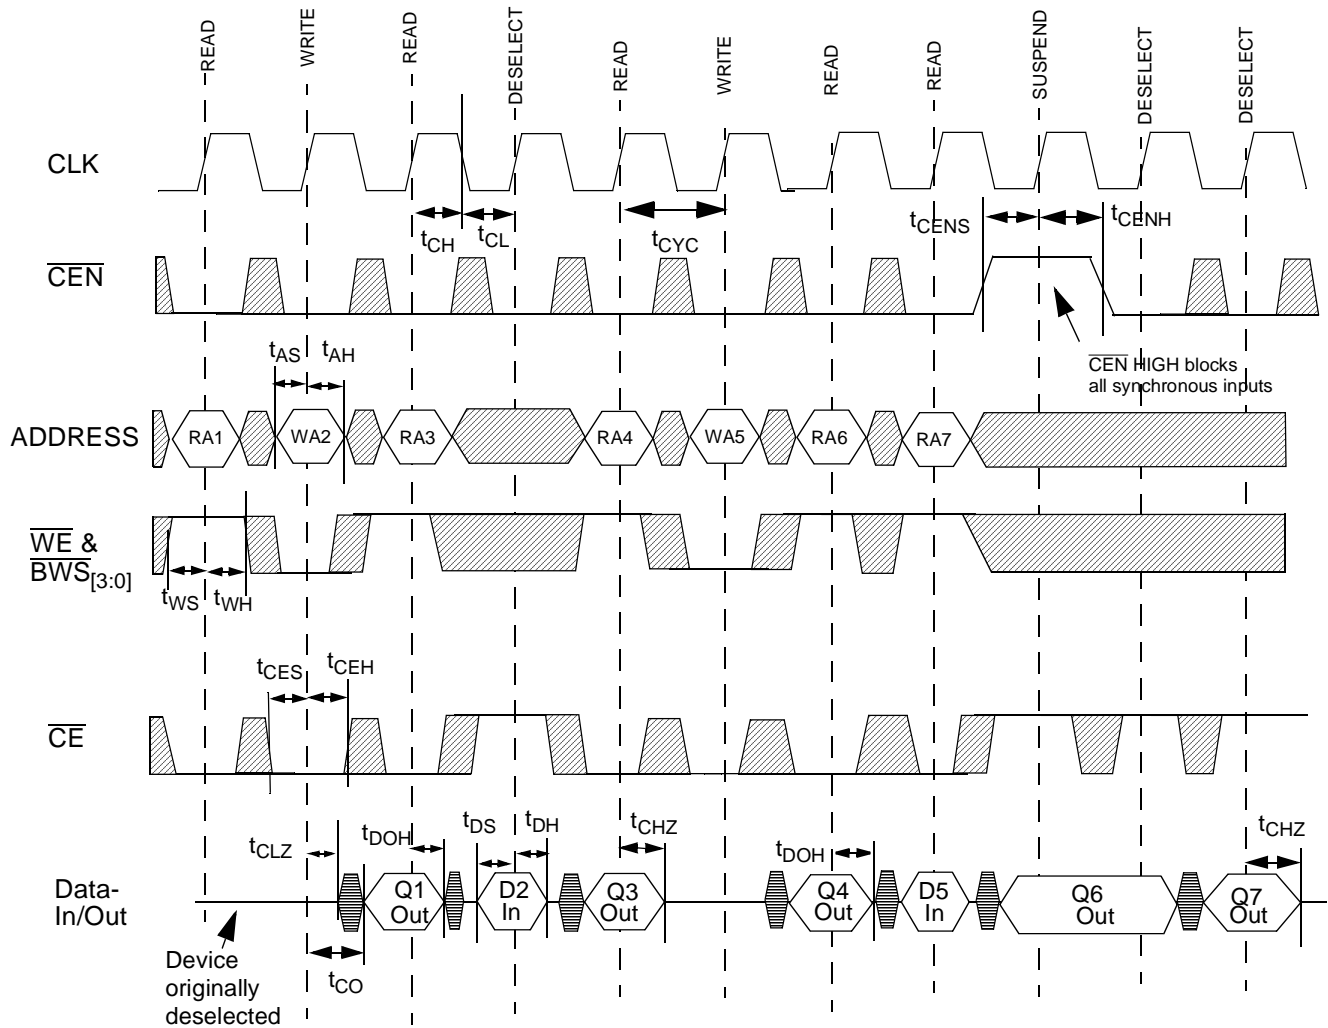 READ WRITE READ DESELECT READ WRITE READ READ SUSPEND DESELECT DESELECT
CLK
tCH tCL tCYC tCENS tCENH
CEN
tAS tAH
CEN HIGH blocks
all synchronous inputs
ADDRESS RA1 WA2 RA3 RA4 WA5 RA6 RA7
WE &
BWS[3:0]
tWS tWH
tCES tCEH
CE
tCLZ tDOH tDS tDH tCHZ tDOH tCHZ
Data-
In/Out
Q1
Out
D2
In
Q3
Out
Q4
Out
D5
In
Q6
Out
Q7
Out
tCO
Device
originally
deselected